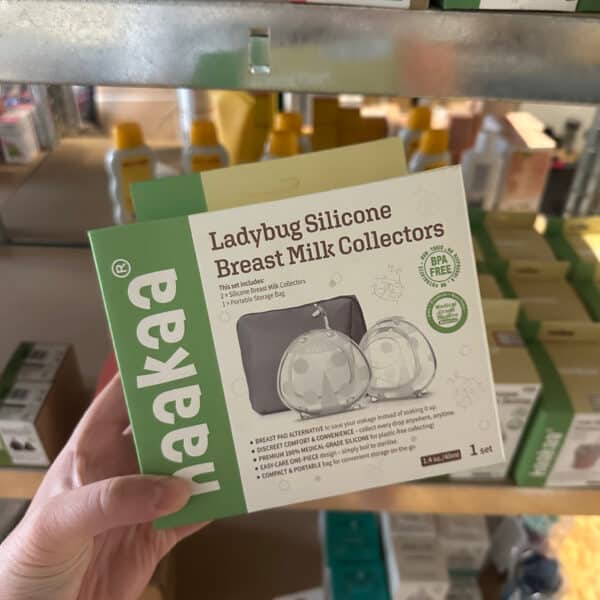 haakaa®
Ladybug Silicone
Breast Milk Collectors
This set includes:
2 × Silicone Breast Milk Collectors
1 × Portable Storage Bag
BPA
FREE
• BREAST PAD ALTERNATIVE to save your leakage instead of soaking it up.
• DISCREET COMFORT & CONVENIENCE – collect every drop anywhere, anytime.
• PREMIUM 100% MEDICAL-GRADE SILICONE for plastic-free collecting!
• EASY-CARE ONE-PIECE design – simply boil to sterilise.
• COMPACT & PORTABLE bag for convenient storage on-the-go.
1.4 oz./40ml
1 set